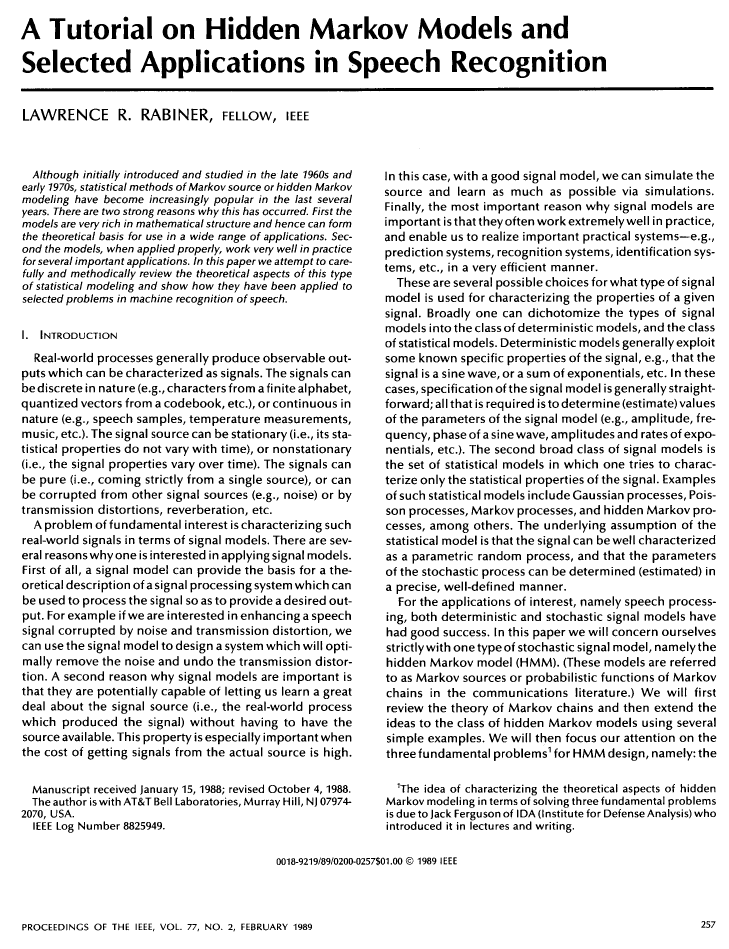 A Tutorial on Hidden Markov Models and
Selected Applications in Speech Recognition
LAWRENCE R. RABINER, FELLOW, IEEE
Although initially introduced and studied in the late 1960s and
early 1970s, statistical methods of Markov source or hidden Markov
modeling have become increasingly popular in the last several
years. There are two strong reasons why this has occurred. First the
models are very rich in mathematical structure and hence can form
the theoretical basis for use in a wide range of applications. Sec-
ond the models, when applied properly, work very well in practice
for several important applications. In this paper we attempt to care-
fully and methodically review the theoretical aspects of this type
of statistical modeling and show how they have been applied to
selected problems in machine recognition of speech.
I. INTRODUCTION
Real-world processes generally produce observable out-
puts which can be characterized as signals. The signals can
be discrete in nature (e.g., characters from a finite alphabet,
quantized vectors from a codebook, etc.), or continuous in
nature (e.g., speech samples, temperature measurements,
music, etc.). The signal source can be stationary (i.e., its sta-
tistical properties do not vary with time), or nonstationary
(i.e., the signal properties vary over time). The signals can
be pure (i.e., coming strictly from a single source), or can
be corrupted from other signal sources (e.g., noise) or by
transmission distortions, reverberation, etc.
A problem of fundamental interest is characterizing such
real-world signals in terms of signal models. There are sev-
eral reasons why one is interested in applying signal models.
First of all, a signal model can provide the basis for a the-
oretical description of a signal processing system which can
be used to process the signal so as to provide a desired out-
put. For example if we are interested in enhancing a speech
signal corrupted by noise and transmission distortion, we
can use the signal model to design a system which will opti-
mally remove the noise and undo the transmission distor-
tion. A second reason why signal models are important is
that they are potentially capable of letting us learn a great
deal about the signal source (i.e., the real-world process
which produced the signal) without having to have the
source available. This property is especially important when
the cost of getting signals from the actual source is high.
Manuscript received January 15, 1988; revised October 4, 1988.
The author is with AT&T Bell Laboratories, Murray Hill, NJ 07974-
2070, USA.
IEEE Log Number 8825949.
In this case, with a good signal model, we can simulate the
source and learn as much as possible via simulations.
Finally, the most important reason why signal models are
important is that they often work extremely well in practice,
and enable us to realize important practical systems—e.g.,
prediction systems, recognition systems, identification sys-
tems, etc., in a very efficient manner.
These are several possible choices for what type of signal
model is used for characterizing the properties of a given
signal. Broadly one can dichotomize the types of signal
models into the class of deterministic models, and the class
of statistical models. Deterministic models generally exploit
some known specific properties of the signal, e.g., that the
signal is a sine wave, or a sum of exponentials, etc. In these
cases, specification of the signal model is generally straight-
forward; all that is required is to determine (estimate) values
of the parameters of the signal model (e.g., amplitude, fre-
quency, phase of a sine wave, amplitudes and rates of expo-
nentials, etc.). The second broad class of signal models is
the set of statistical models in which one tries to charac-
terize only the statistical properties of the signal. Examples
of such statistical models include Gaussian processes, Pois-
son processes, Markov processes, and hidden Markov pro-
cesses, among others. The underlying assumption of the
statistical model is that the signal can be well characterized
as a parametric random process, and that the parameters
of the stochastic process can be determined (estimated) in
a precise, well-defined manner.
For the applications of interest, namely speech process-
ing, both deterministic and stochastic signal models have
had good success. In this paper we will concern ourselves
strictly with one type of stochastic signal model, namely the
hidden Markov model (HMM). (These models are referred
to as Markov sources or probabilistic functions of Markov
chains in the communications literature.) We will first
review the theory of Markov chains and then extend the
ideas to the class of hidden Markov models using several
simple examples. We will then focus our attention on the
three fundamental problems¹ for HMM design, namely: the
¹The idea of characterizing the theoretical aspects of hidden
Markov modeling in terms of solving three fundamental problems
is due to Jack Ferguson of IDA (Institute for Defense Analysis) who
introduced it in lectures and writing.
0018-9219/89/0200-0257$01.00 © 1989 IEEE
PROCEEDINGS OF THE IEEE, VOL. 77, NO. 2, FEBRUARY 1989
257